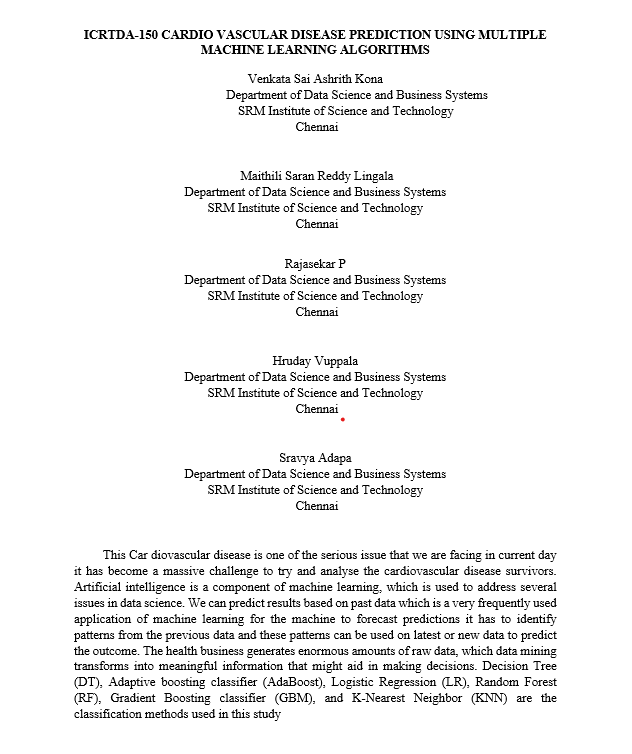 ICRTDA-150 CARDIO VASCULAR DISEASE PREDICTION USING MULTIPLE
MACHINE LEARNING ALGORITHMS
Venkata Sai Ashrith Kona
Department of Data Science and Business Systems
SRM Institute of Science and Technology
Chennai
Maithili Saran Reddy Lingala
Department of Data Science and Business Systems
SRM Institute of Science and Technology
Chennai
Rajasekar P
Department of Data Science and Business Systems
SRM Institute of Science and Technology
Chennai
Hruday Vuppala
Department of Data Science and Business Systems
SRM Institute of Science and Technology
Chennai
Sravya Adapa
Department of Data Science and Business Systems
SRM Institute of Science and Technology
Chennai
This Car diovascular disease is one of the serious issue that we are facing in current day
it has become a massive challenge to try and analyse the cardiovascular disease survivors.
Artificial intelligence is a component of machine learning, which is used to address several
issues in data science. We can predict results based on past data which is a very frequently used
application of machine learning for the machine to forecast predictions it has to identify
patterns from the previous data and these patterns can be used on latest or new data to predict
the outcome. The health business generates enormous amounts of raw data, which data mining
transforms into meaningful information that might aid in making decisions. Decision Tree
(DT), Adaptive boosting classifier (AdaBoost), Logistic Regression (LR), Random Forest
(RF), Gradient Boosting classifier (GBM), and K-Nearest Neighbor (KNN) are the
classification methods used in this study